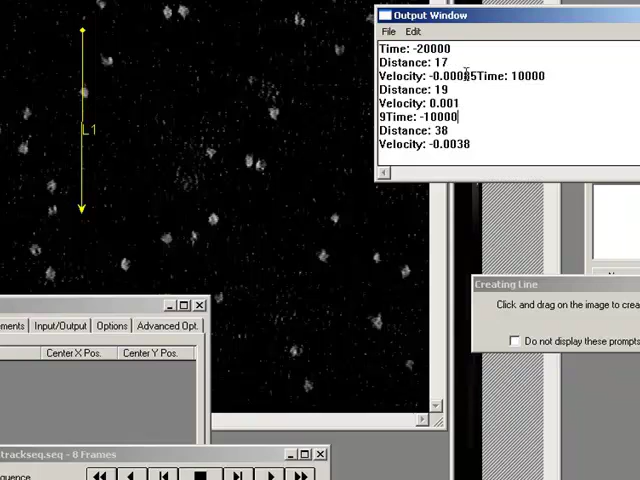 Output Window
File Edit
Time: -20000
Distance: 17
Velocity: -0.00085Time: 10000
Distance: 19
Velocity: 0.001
9Time: -10000
Distance: 38
Velocity: -0.0038
L1
Creating Line
Click and drag on the image to crea
Do not display these prompts
ements Input/Output Options Advanced Opt.
Center X Pos. Center Y Pos.
trackseq.seq - 8 Frames
equence